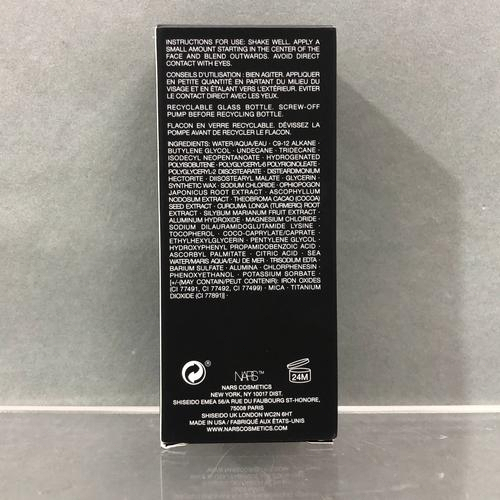 INSTRUCTIONS FOR USE: SHAKE WELL. APPLY A
SMALL AMOUNT STARTING IN THE CENTER OF THE
FACE AND BLEND OUTWARDS. AVOID DIRECT
CONTACT WITH EYES.
CONSEILS D'UTILISATION : BIEN AGITER. APPLIQUER
EN PETITE QUANTITÉ EN PARTANT DU MILIEU DU
VISAGE ET EN ÉTALANT VERS L'EXTÉRIEUR. EVITER
LE CONTACT DIRECT AVEC LES YEUX.
RECYCLABLE GLASS BOTTLE. SCREW-OFF
PUMP BEFORE RECYCLING BOTTLE.
FLACON EN VERRE RECYCLABLE. DÉVISSEZ LA
POMPE AVANT DE RECYCLER LE FLACON.
INGREDIENTS: WATER/AQUA/EAU · C9-12 ALKANE ·
BUTYLENE GLYCOL · UNDECANE · TRIDECANE ·
ISODECYL NEOPENTANOATE · HYDROGENATED
POLYISOBUTENE · POLYGLYCERYL-6 POLYRICINOLEATE ·
POLYGLYCERYL-2 DIISOSTEARATE · DISTEARDIMONIUM
HECTORITE · DIISOSTEARYL MALATE · GLYCERIN ·
SYNTHETIC WAX · SODIUM CHLORIDE · OPHIOPOGON
JAPONICUS ROOT EXTRACT · ASCOPHYLLUM
NODOSUM EXTRACT · THEOBROMA CACAO (COCOA)
SEED EXTRACT · CURCUMA LONGA (TURMERIC) ROOT
EXTRACT · SILYBUM MARIANUM FRUIT EXTRACT ·
ALUMINUM HYDROXIDE · MAGNESIUM CHLORIDE ·
SODIUM DILAURAMIDOGLUTAMIDE LYSINE ·
TOCOPHEROL · COCO-CAPRYLATE/CAPRATE ·
ETHYLHEXYLGLYCERIN · PENTYLENE GLYCOL ·
HYDROXYPHENYL PROPAMIDOBENZOIC ACID ·
ASCORBYL PALMITATE · CITRIC ACID · SEA
WATER/MARIS AQUA/EAU DE MER · TRISODIUM EDTA ·
BARIUM SULFATE · ALUMINA · CHLORPHENESIN ·
PHENOXYETHANOL · POTASSIUM SORBATE ·
[+/-(MAY CONTAIN/PEUT CONTENIR): IRON OXIDES
(CI 77491, CI 77492, CI 77499) · MICA · TITANIUM
DIOXIDE (CI 77891)] ·
NARS™
24M
NARS COSMETICS
NEW YORK, NY 10017 DIST.
SHISEIDO EMEA 56/A RUE DU FAUBOURG ST-HONORE,
75008 PARIS
SHISEIDO UK LONDON WC2N 6HT
MADE IN USA / FABRIQUÉ AUX ÉTATS-UNIS
WWW.NARSCOSMETICS.COM